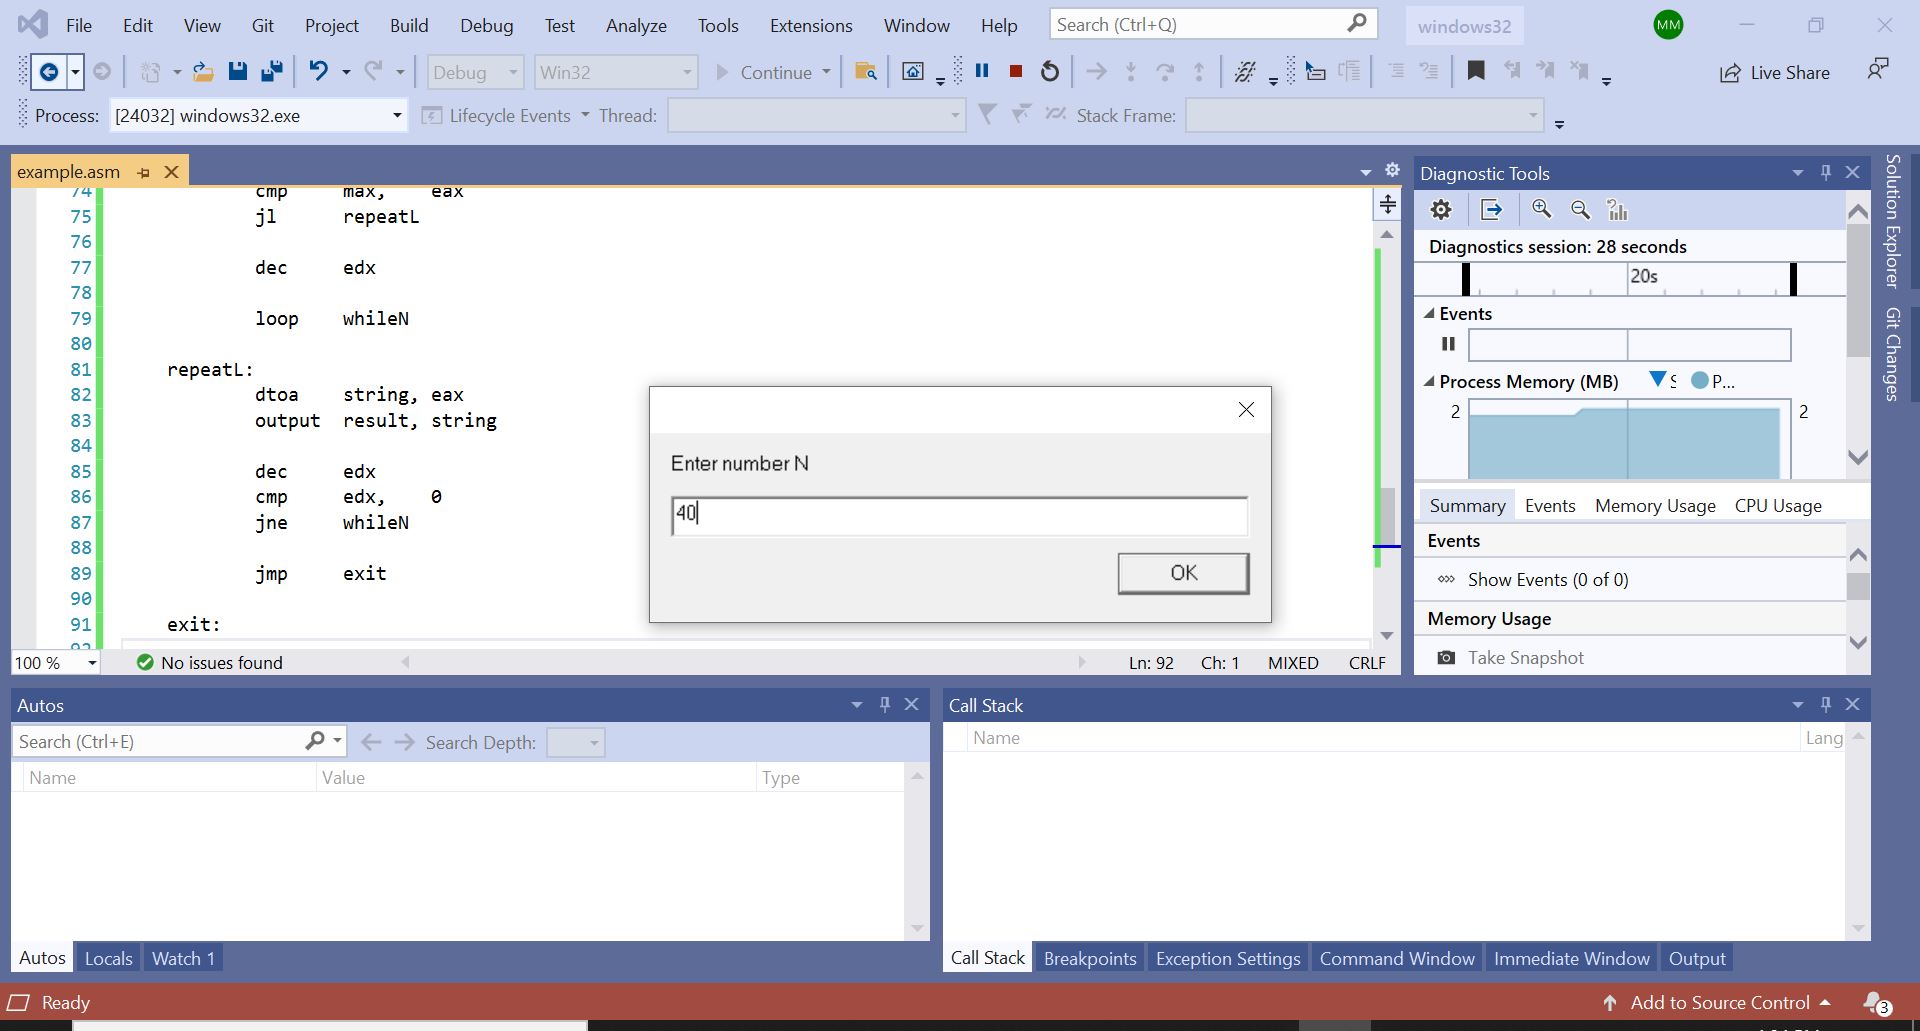 File Edit View Git Project Build Debug Test Analyze Tools Extensions Window Help Search (Ctrl+Q) windows32 MM
Debug Win32 Continue Live Share
Process: [24032] windows32.exe Lifecycle Events Thread: Stack Frame:
example.asm
74 cmp max, eax
75 jl repeatL
76
77 dec edx
78
79 loop whileN
80
81 repeatL:
82 dtoa string, eax
83 output result, string
84
85 dec edx
86 cmp edx, 0
87 jne whileN
88
89 jmp exit
90
91 exit:
92
100 % No issues found Ln: 92 Ch: 1 MIXED CRLF
Enter number N
40
OK
Diagnostic Tools
Diagnostics session: 28 seconds
20s
Events
Process Memory (MB) S P...
2 2
Summary Events Memory Usage CPU Usage
Events
Show Events (0 of 0)
Memory Usage
Take Snapshot
Solution Explorer
Git Changes
Autos
Search (Ctrl+E) Search Depth:
Name Value Type
Autos Locals Watch 1
Call Stack
Name Lang
Call Stack Breakpoints Exception Settings Command Window Immediate Window Output
Ready Add to Source Control 3